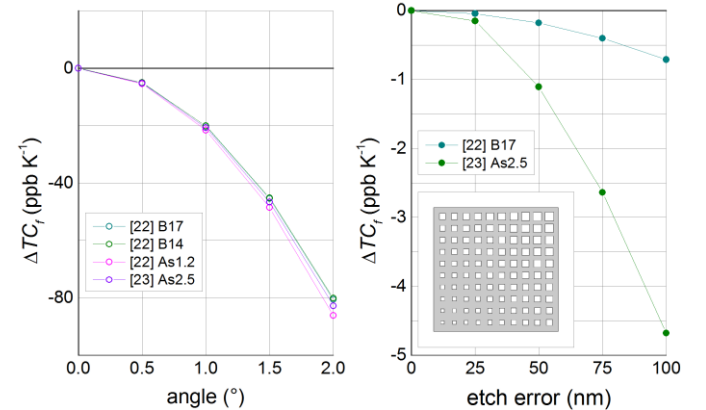 0
-40
-80
ΔTC_f (ppb K⁻¹)
[22] B17
[22] B14
[22] As1.2
[23] As2.5
0.0 0.5 1.0 1.5 2.0
angle (°)
0
-1
-2
-3
-4
-5
ΔTC_f (ppb K⁻¹)
[22] B17
[23] As2.5
0 25 50 75 100
etch error (nm)